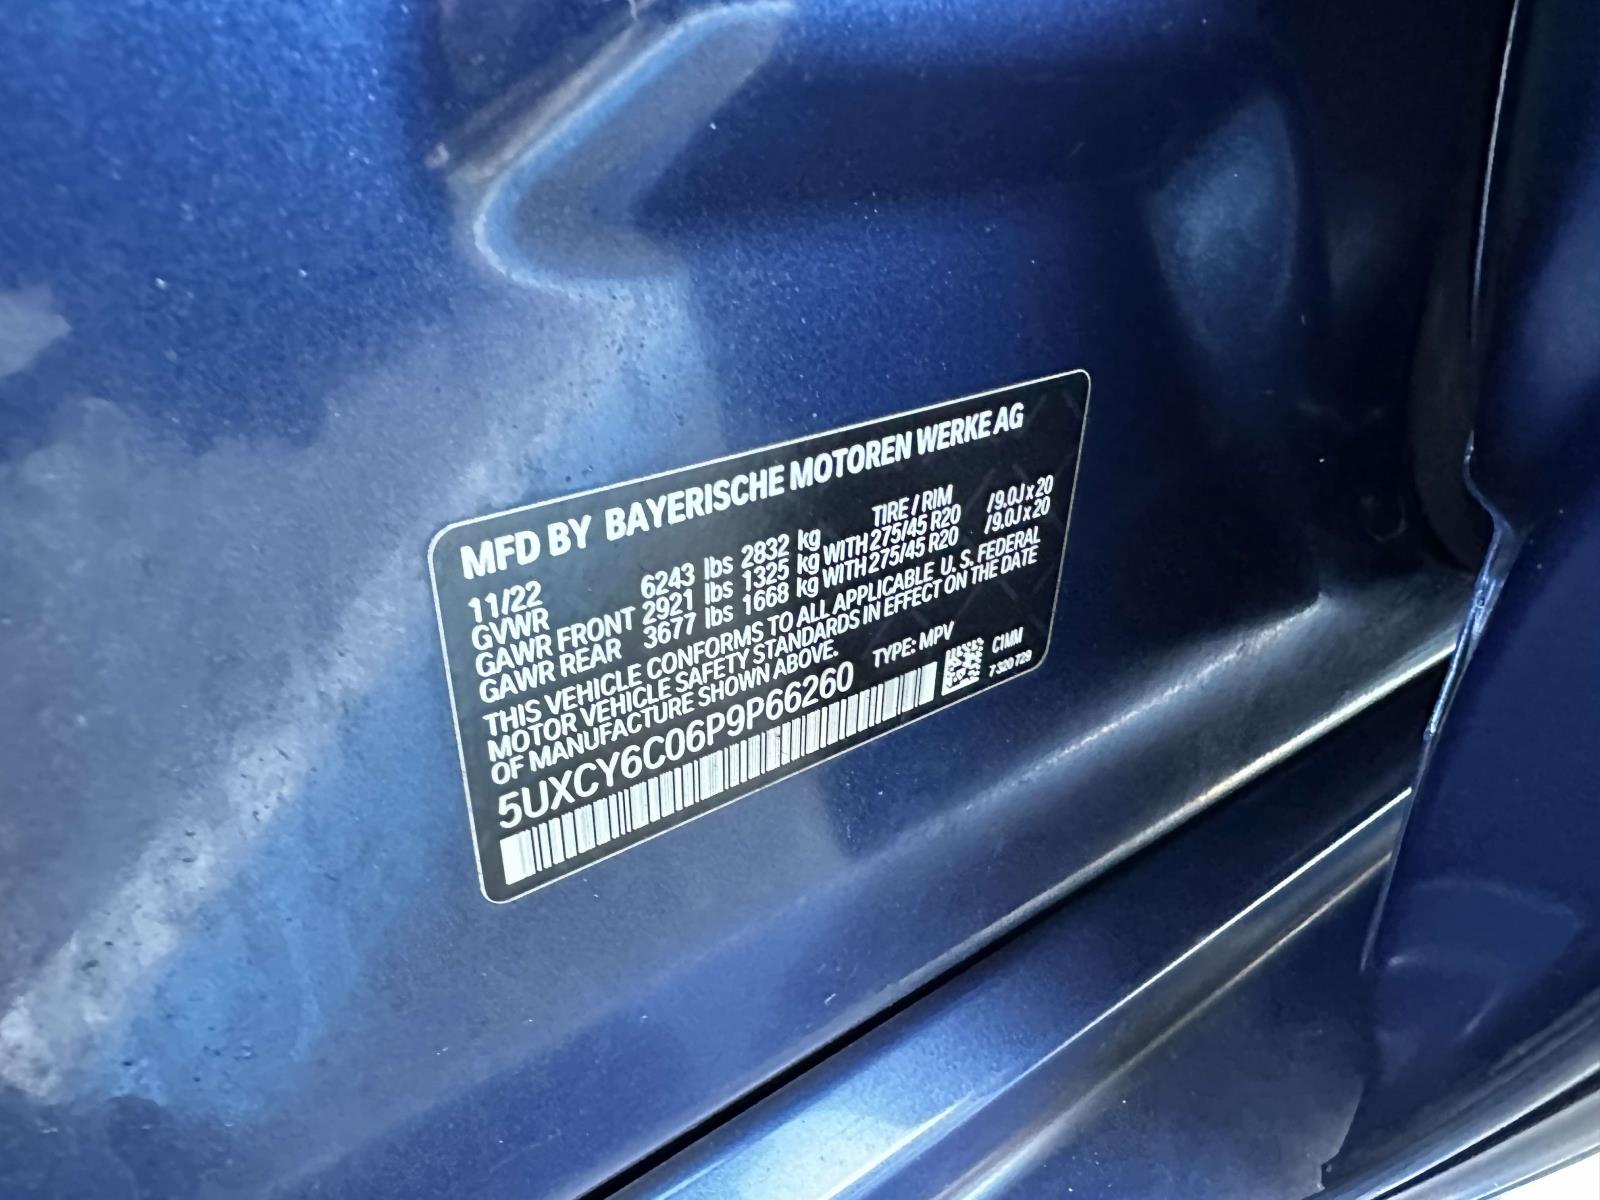 MFD BY BAYERISCHE MOTOREN WERKE AG
11/22 TIRE / RIM
GVWR 6243 lbs 2832 kg
GAWR FRONT 2921 lbs 1325 kg WITH 275/45 R20 /9.0J x 20
GAWR REAR 3677 lbs 1668 kg WITH 275/45 R20 /9.0J x 20
THIS VEHICLE CONFORMS TO ALL APPLICABLE U. S. FEDERAL
MOTOR VEHICLE SAFETY STANDARDS IN EFFECT ON THE DATE
OF MANUFACTURE SHOWN ABOVE.
5UXCY6C06P9P66260 TYPE: MPV
CIMM
7 320 729